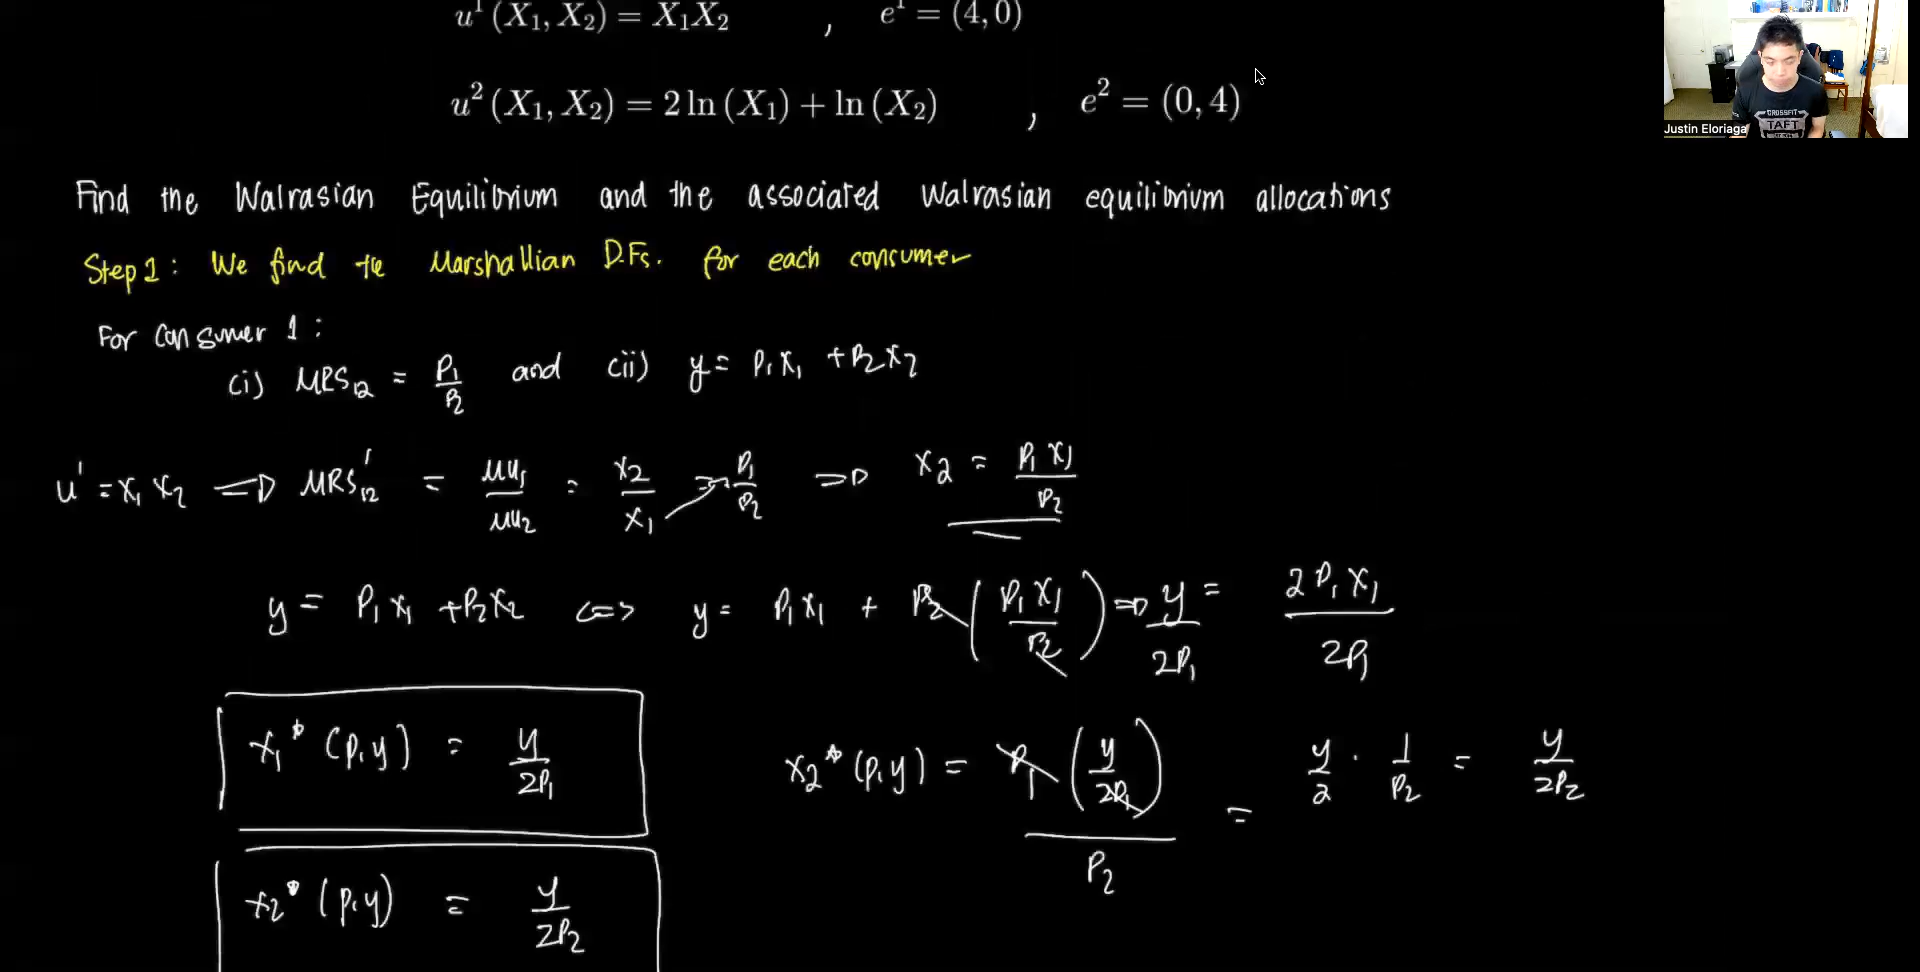 u¹ (X₁, X₂) = X₁X₂ , e¹ = (4, 0)
u² (X₁, X₂) = 2 ln (X₁) + ln (X₂) , e² = (0, 4)
Justin Eloriaga
CROSSFIT
TAFT
Find the Walrasian Equilibrium and the associated Walrasian equilibrium allocations
Step 1: We find the Marshallian D.Fs. for each consumer
For Consumer 1 :
(i) MRS₁₂ = P₁/P₂ and (ii) y = P₁X₁ + P₂X₂
u¹ = X₁ X₂ => MRS¹₁₂ = MU₁/MU₂ = X₂/X₁ = P₁/P₂ => X₂ = P₁X₁/P₂
y = P₁X₁ + P₂X₂ <=> y = P₁X₁ + P₂ (P₁X₁/P₂) => y/2P₁ = 2P₁X₁/2P₁
X₁* (P,y) = y/2P₁
X₂* (P,y) = P₁ (y/2P₁)/P₂ = y/2 · 1/P₂ = y/2P₂
X₂* (P,y) = y/2P₂